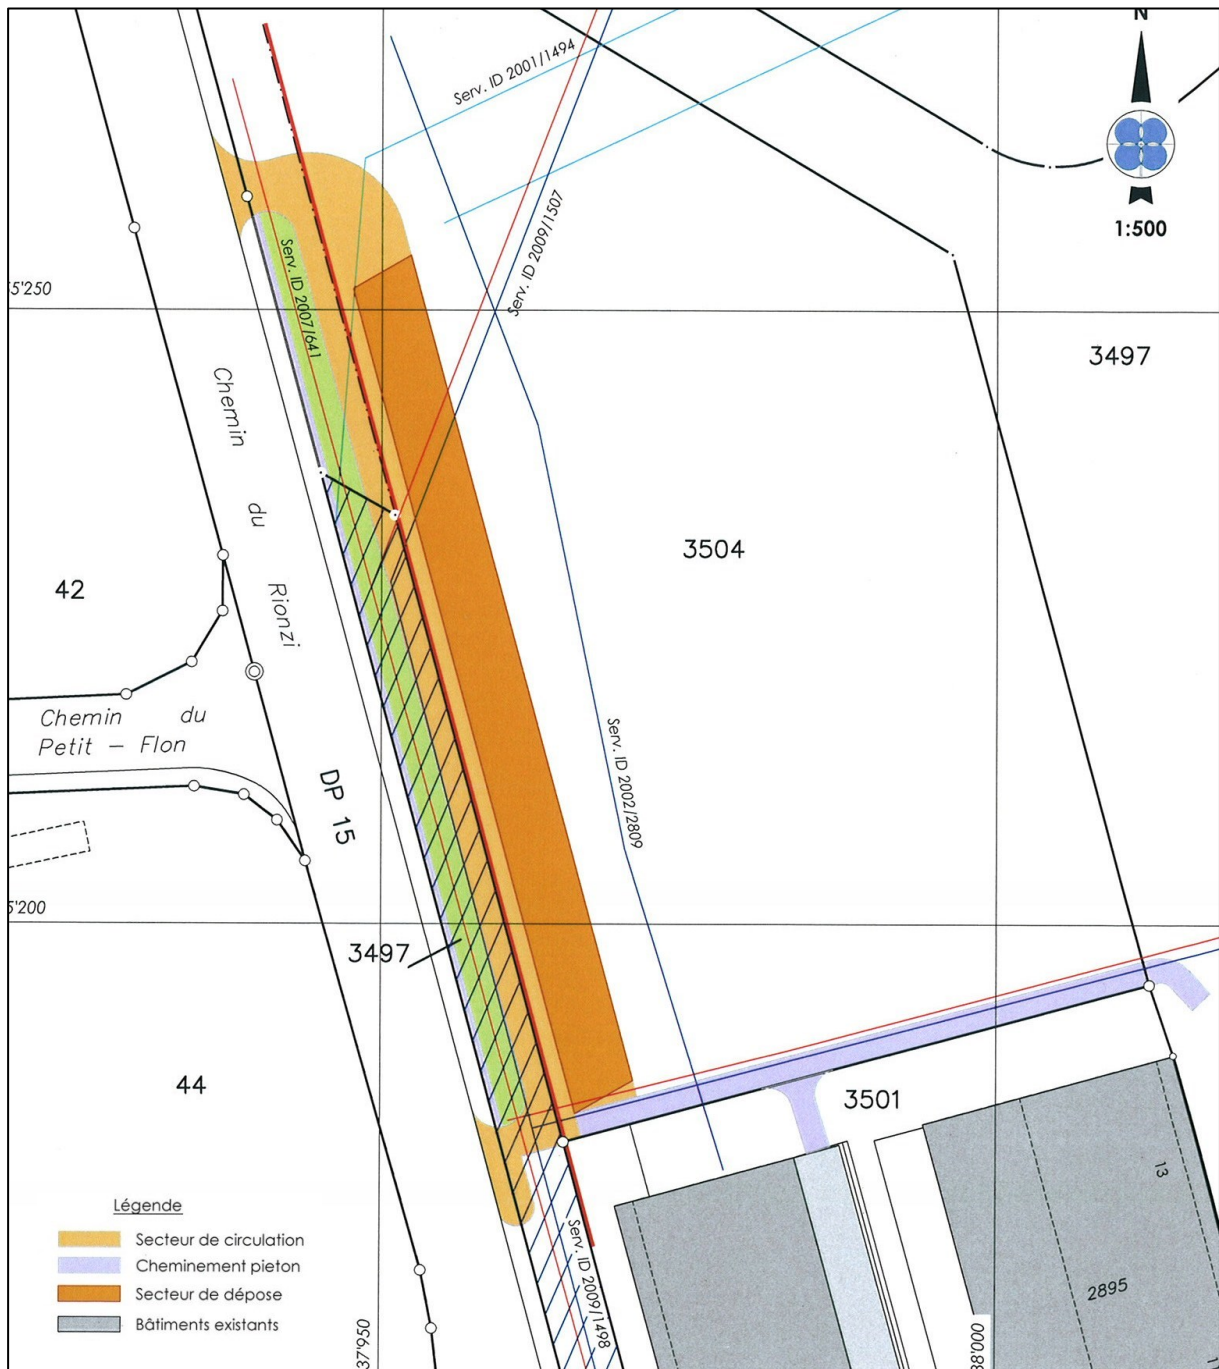 N
1:500
Serv. ID 2001/1494
Serv. ID 2009/1507
Serv. ID 2007/641
5'250
3497
Chemin
du
Rionzi
3504
42
Chemin du
Petit – Flon
DP 15
Serv. ID 2002/2809
5'200
3497
44
3501
13
2895
Serv. ID 2009/1498
37'950
38'000
Légende
Secteur de circulation
Cheminement pieton
Secteur de dépose
Bâtiments existants